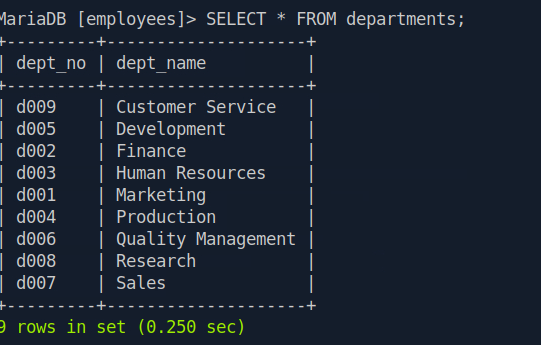 MariaDB [employees]> SELECT * FROM departments;
+---------+--------------------+
| dept_no | dept_name          |
+---------+--------------------+
| d009    | Customer Service   |
| d005    | Development        |
| d002    | Finance            |
| d003    | Human Resources    |
| d001    | Marketing          |
| d004    | Production         |
| d006    | Quality Management |
| d008    | Research           |
| d007    | Sales              |
+---------+--------------------+
9 rows in set (0.250 sec)